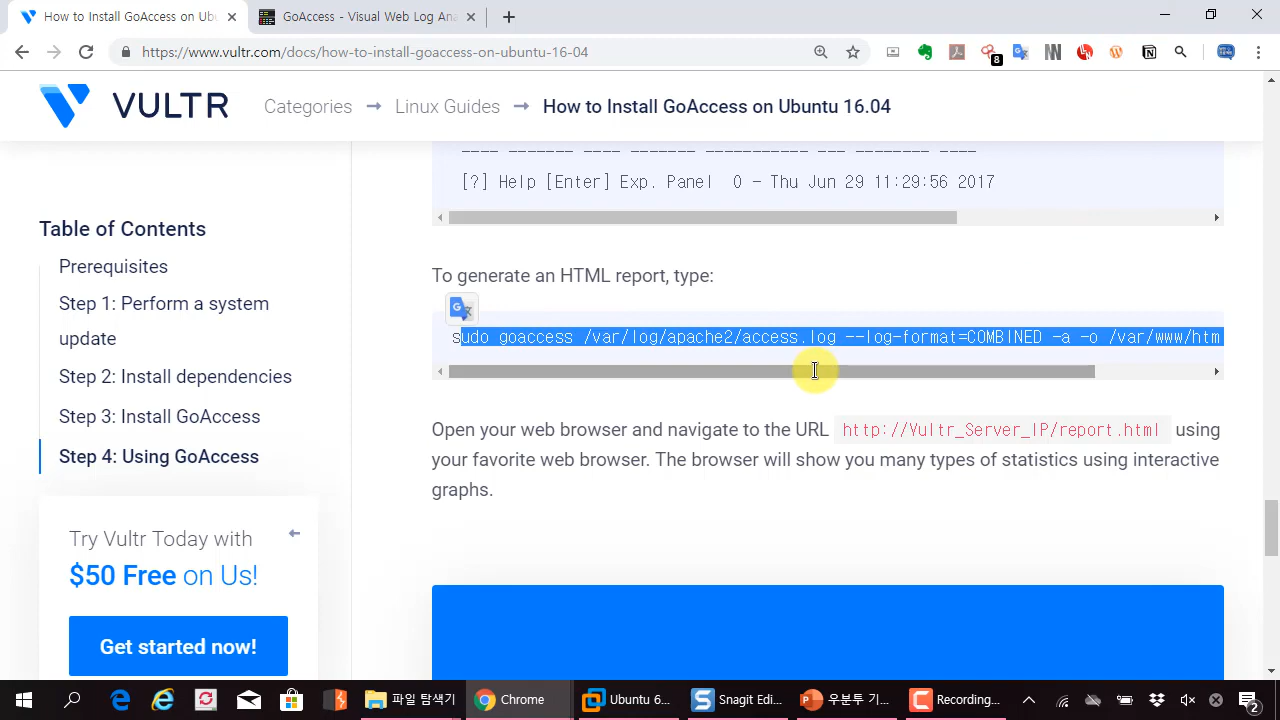 How to Install GoAccess on Ub
GoAccess - Visual Web Log Ana
https://www.vultr.com/docs/how-to-install-goaccess-on-ubuntu-16-04
8
VULTR
Categories → Linux Guides → How to Install GoAccess on Ubuntu 16.04
---- ------- ---- ------- ----------- --- -------- ----
[?] Help [Enter] Exp. Panel 0 - Thu Jun 29 11:29:56 2017
Table of Contents
Prerequisites
Step 1: Perform a system
update
Step 2: Install dependencies
Step 3: Install GoAccess
Step 4: Using GoAccess
To generate an HTML report, type:
sudo goaccess /var/log/apache2/access.log --log-format=COMBINED -a -o /var/www/htm
Open your web browser and navigate to the URL http://Vultr_Server_IP/report.html using
your favorite web browser. The browser will show you many types of statistics using interactive
graphs.
Try Vultr Today with
$50 Free on Us!
Get started now!
파일 탐색기
Chrome
Ubuntu 6...
Snagit Edi...
우분투 기...
Recording...
2